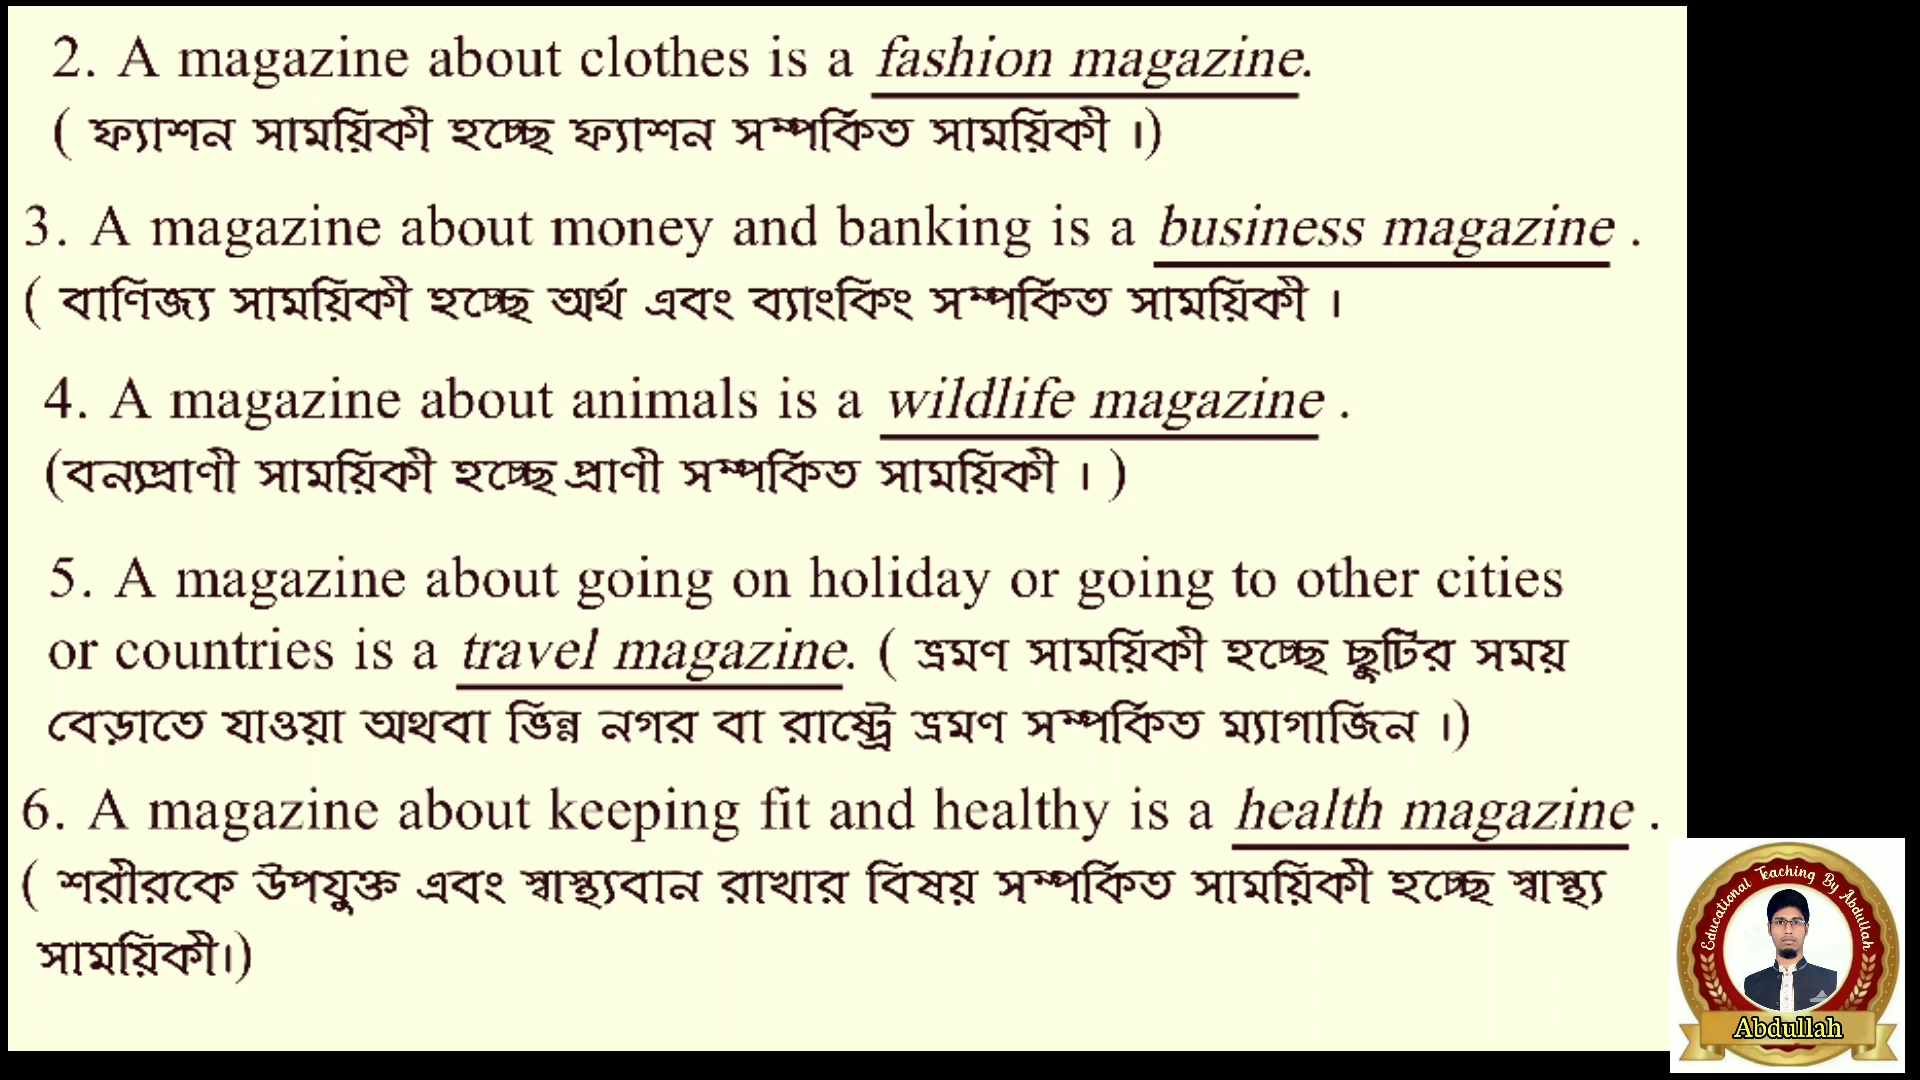 2. A magazine about clothes is a fashion magazine.
( ফ্যাশন সাময়িকী হচ্ছে ফ্যাশন সম্পর্কিত সাময়িকী ।)
3. A magazine about money and banking is a business magazine .
( বাণিজ্য সাময়িকী হচ্ছে অর্থ এবং ব্যাংকিং সম্পর্কিত সাময়িকী ।
4. A magazine about animals is a wildlife magazine .
(বন্যপ্রাণী সাময়িকী হচ্ছে প্রাণী সম্পর্কিত সাময়িকী । )
5. A magazine about going on holiday or going to other cities
or countries is a travel magazine. ( ভ্রমণ সাময়িকী হচ্ছে ছুটির সময়
বেড়াতে যাওয়া অথবা ভিন্ন নগর বা রাষ্ট্রে ভ্রমণ সম্পর্কিত ম্যাগাজিন ।)
6. A magazine about keeping fit and healthy is a health magazine .
( শরীরকে উপযুক্ত এবং স্বাস্থ্যবান রাখার বিষয় সম্পর্কিত সাময়িকী হচ্ছে স্বাস্থ্য
সাময়িকী।)
Educational Teaching By Abdullah
Abdullah